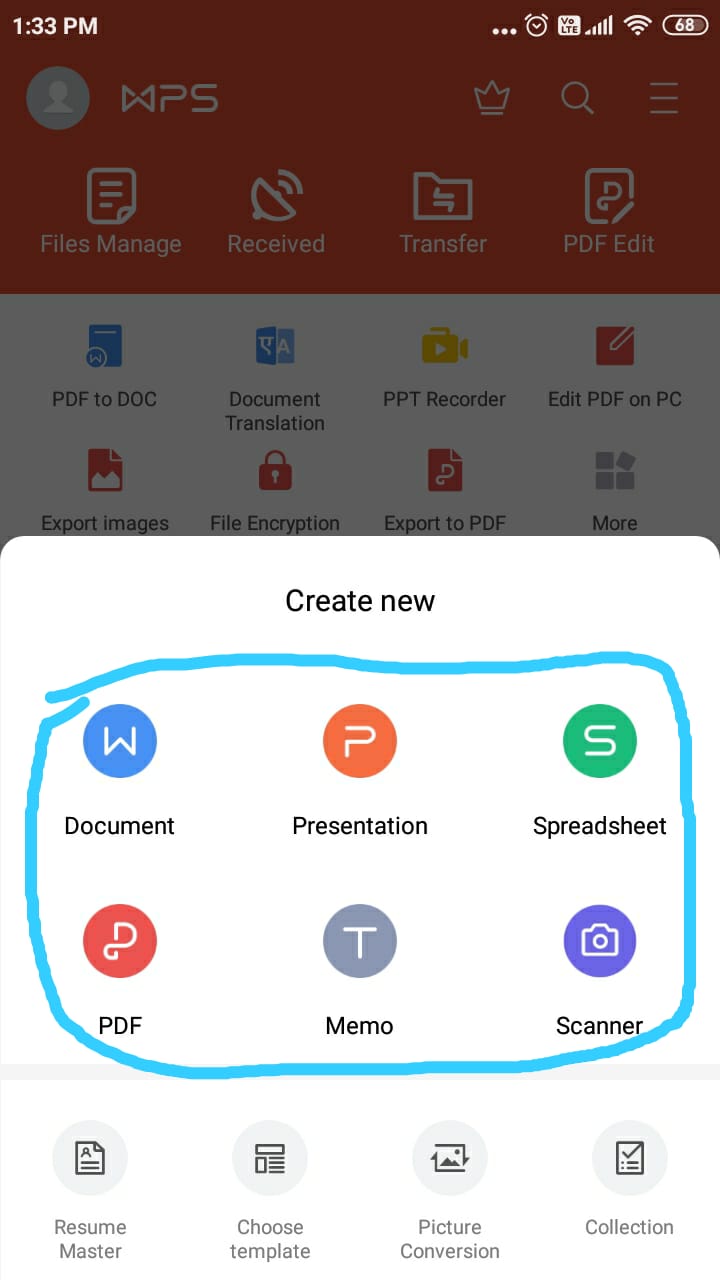 1:33 PM
Vo LTE
68
WPS
Files Manage
Received
Transfer
PDF Edit
PDF to DOC
Document
Translation
PPT Recorder
Edit PDF on PC
ए A
Export images
File Encryption
Export to PDF
More
Create new
W
P
S
Document
Presentation
Spreadsheet
T
PDF
Memo
Scanner
Resume
Master
Choose
template
Picture
Conversion
Collection